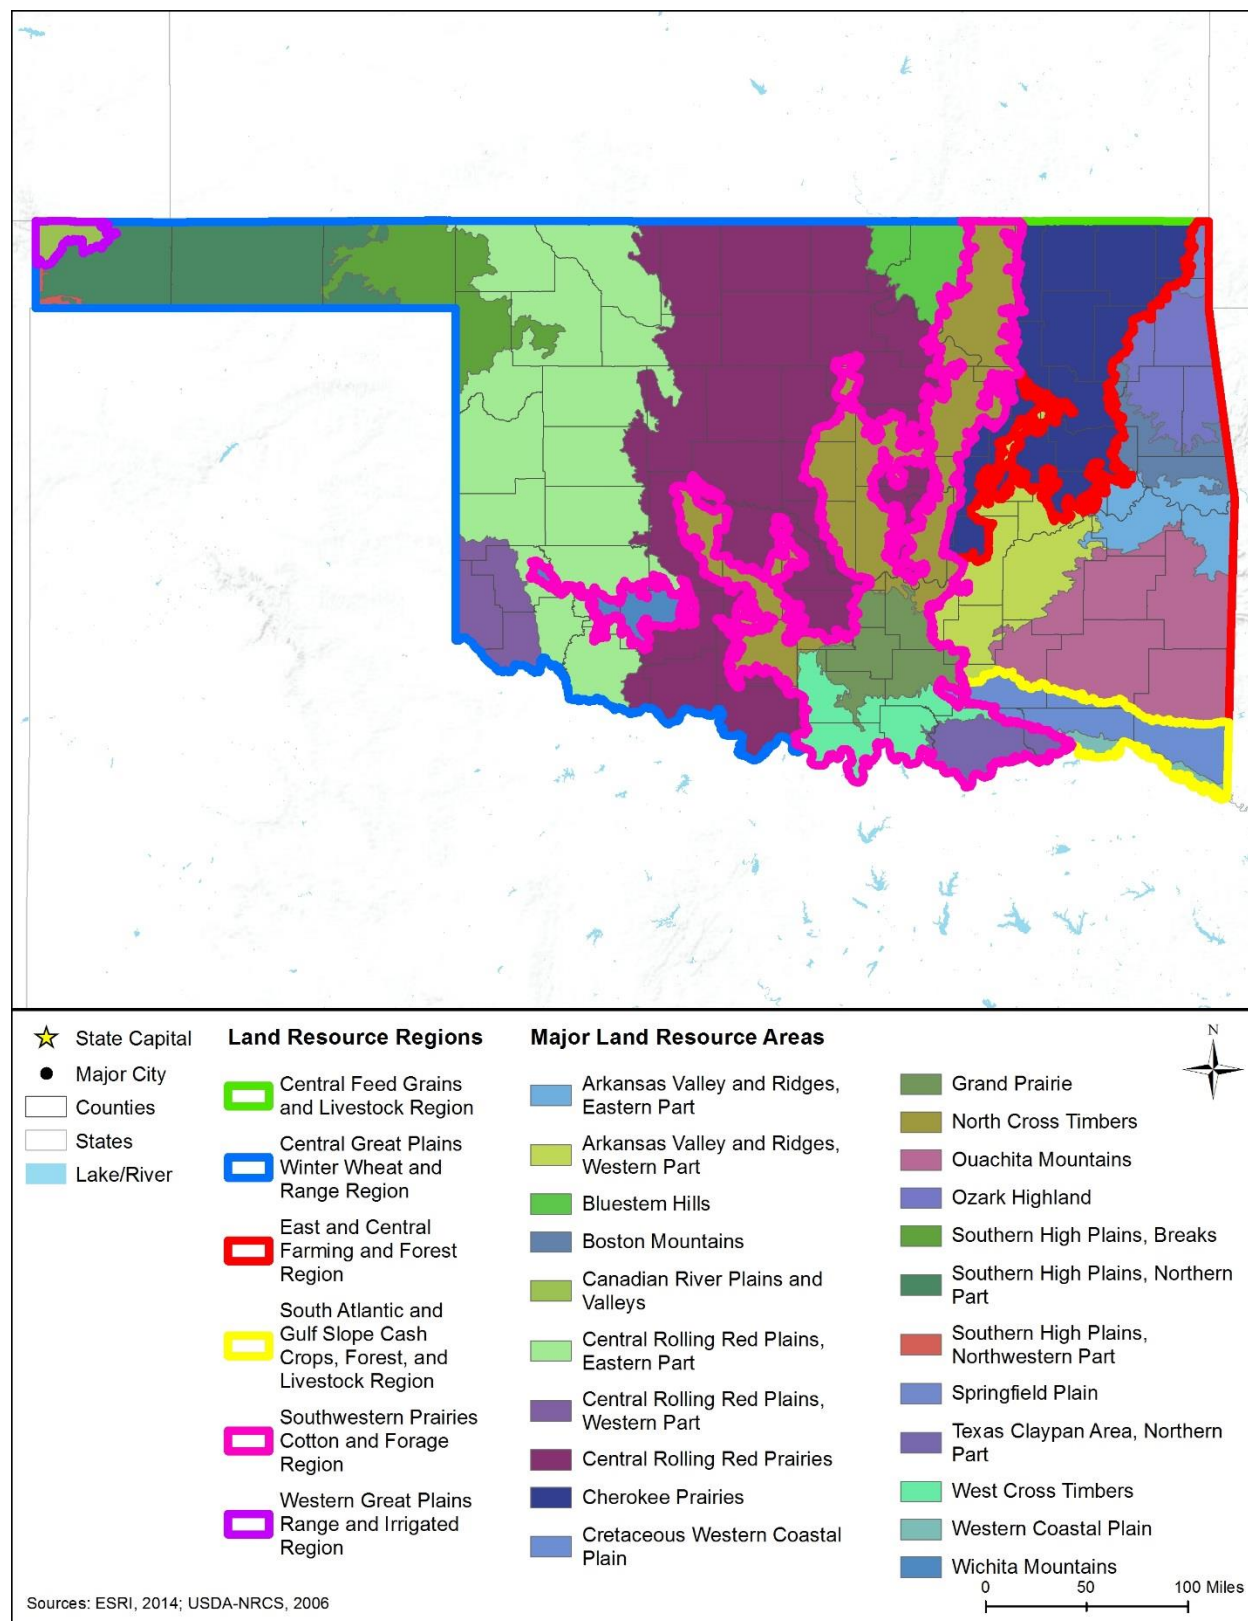 State Capital
Major City
Counties
States
Lake/River
Land Resource Regions
Central Feed Grains
and Livestock Region
Central Great Plains
Winter Wheat and
Range Region
East and Central
Farming and Forest
Region
South Atlantic and
Gulf Slope Cash
Crops, Forest, and
Livestock Region
Southwestern Prairies
Cotton and Forage
Region
Western Great Plains
Range and Irrigated
Region
Major Land Resource Areas
Arkansas Valley and Ridges,
Eastern Part
Arkansas Valley and Ridges,
Western Part
Bluestem Hills
Boston Mountains
Canadian River Plains and
Valleys
Central Rolling Red Plains,
Eastern Part
Central Rolling Red Plains,
Western Part
Central Rolling Red Prairies
Cherokee Prairies
Cretaceous Western Coastal
Plain
Grand Prairie
North Cross Timbers
Ouachita Mountains
Ozark Highland
Southern High Plains, Breaks
Southern High Plains, Northern
Part
Southern High Plains,
Northwestern Part
Springfield Plain
Texas Claypan Area, Northern
Part
West Cross Timbers
Western Coastal Plain
Wichita Mountains
N
0 50 100 Miles
Sources: ESRI, 2014; USDA-NRCS, 2006